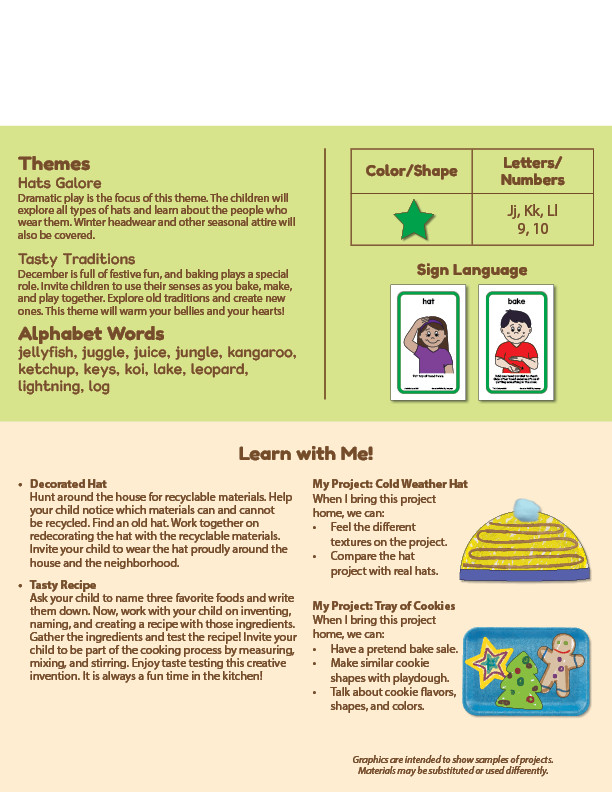 Themes
Hats Galore
Dramatic play is the focus of this theme. The children will
explore all types of hats and learn about the people who
wear them. Winter headwear and other seasonal attire will
also be covered.
Tasty Traditions
December is full of festive fun, and baking plays a special
role. Invite children to use their senses as you bake, make,
and play together. Explore old traditions and create new
ones. This theme will warm your bellies and your hearts!
Alphabet Words
jellyfish, juggle, juice, jungle, kangaroo,
ketchup, keys, koi, lake, leopard,
lightning, log
Color/Shape
Letters/
Numbers
Jj, Kk, Ll
9, 10
Sign Language
hat
bake
Learn with Me!
• Decorated Hat
Hunt around the house for recyclable materials. Help
your child notice which materials can and cannot
be recycled. Find an old hat. Work together on
redecorating the hat with the recyclable materials.
Invite your child to wear the hat proudly around the
house and the neighborhood.
• Tasty Recipe
Ask your child to name three favorite foods and write
them down. Now, work with your child on inventing,
naming, and creating a recipe with those ingredients.
Gather the ingredients and test the recipe! Invite your
child to be part of the cooking process by measuring,
mixing, and stirring. Enjoy taste testing this creative
invention. It is always a fun time in the kitchen!
My Project: Cold Weather Hat
When I bring this project
home, we can:
• Feel the different
textures on the project.
• Compare the hat
project with real hats.
My Project: Tray of Cookies
When I bring this project
home, we can:
• Have a pretend bake sale.
• Make similar cookie
shapes with playdough.
• Talk about cookie flavors,
shapes, and colors.
Graphics are intended to show samples of projects.
Materials may be substituted or used differently.